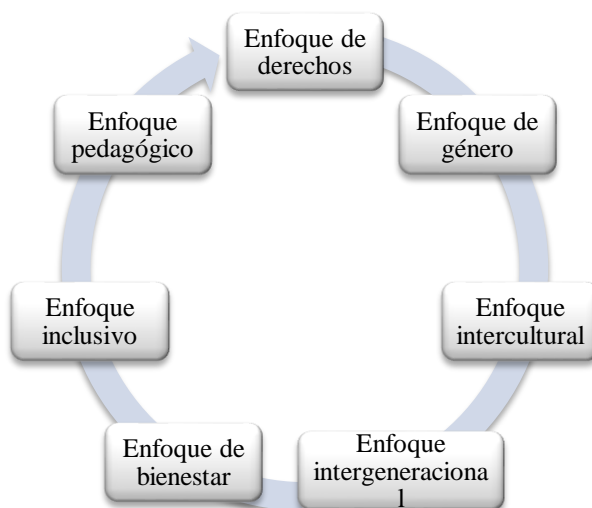 Enfoque de
derechos
Enfoque de
género
Enfoque
intercultural
Enfoque
intergeneraciona
l
Enfoque de
bienestar
Enfoque
inclusivo
Enfoque
pedagógico